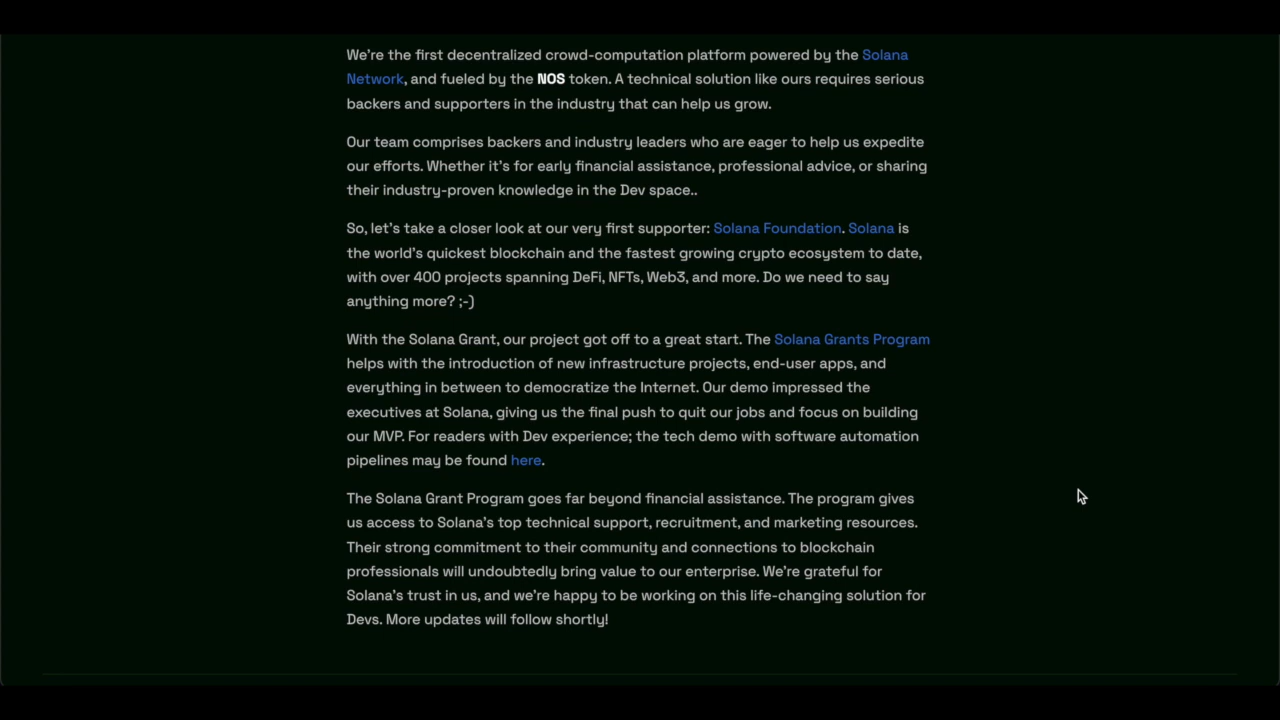 We're the first decentralized crowd-computation platform powered by the Solana
Network, and fueled by the NOS token. A technical solution like ours requires serious
backers and supporters in the industry that can help us grow.
Our team comprises backers and industry leaders who are eager to help us expedite
our efforts. Whether it's for early financial assistance, professional advice, or sharing
their industry-proven knowledge in the Dev space..
So, let's take a closer look at our very first supporter: Solana Foundation. Solana is
the world's quickest blockchain and the fastest growing crypto ecosystem to date,
with over 400 projects spanning DeFi, NFTs, Web3, and more. Do we need to say
anything more? ;-)
With the Solana Grant, our project got off to a great start. The Solana Grants Program
helps with the introduction of new infrastructure projects, end-user apps, and
everything in between to democratize the Internet. Our demo impressed the
executives at Solana, giving us the final push to quit our jobs and focus on building
our MVP. For readers with Dev experience; the tech demo with software automation
pipelines may be found here.
The Solana Grant Program goes far beyond financial assistance. The program gives
us access to Solana's top technical support, recruitment, and marketing resources.
Their strong commitment to their community and connections to blockchain
professionals will undoubtedly bring value to our enterprise. We're grateful for
Solana's trust in us, and we're happy to be working on this life-changing solution for
Devs. More updates will follow shortly!